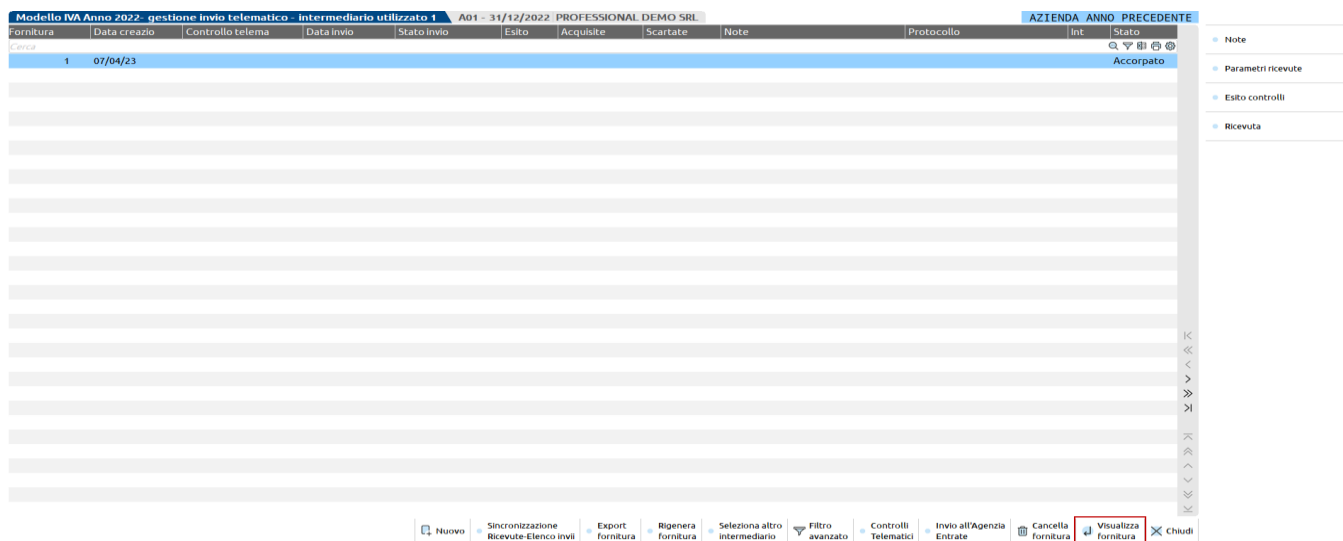 Modello IVA Anno 2022- gestione invio telematico - intermediario utilizzato 1 A01 - 31/12/2022 PROFESSIONAL DEMO SRL AZIENDA ANNO PRECEDENTE
Fornitura Data creazio Controllo telema Data invio Stato invio Esito Acquisite Scartate Note Protocollo Int Stato
Cerca
1 07/04/23 Accorpato
Note
Parametri ricevute
Esito controlli
Ricevuta
Nuovo
Sincronizzazione
Ricevute-Elenco invii
Export
fornitura
Rigenera
fornitura
Seleziona altro
intermediario
Filtro
avanzato
Controlli
Telematici
Invio all'Agenzia
Entrate
Cancella
fornitura
Visualizza
fornitura
Chiudi